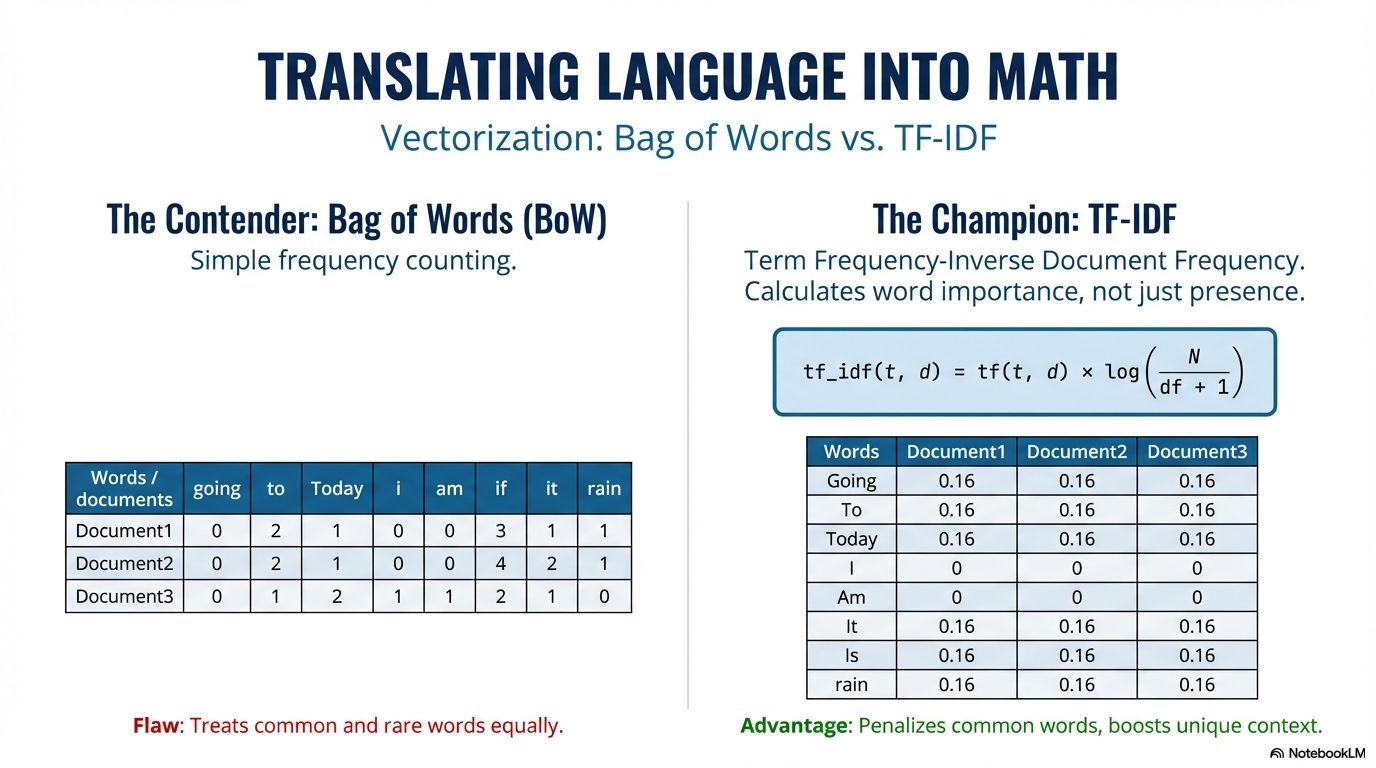 TRANSLATING LANGUAGE INTO MATH
Vectorization: Bag of Words vs. TF-IDF
The Contender: Bag of Words (BoW)
Simple frequency counting.
Words / documents going to Today i am if it rain
Document1 0 2 1 0 0 3 1 1
Document2 0 2 1 0 0 4 2 1
Document3 0 1 2 1 1 2 1 0
Flaw: Treats common and rare words equally.
The Champion: TF-IDF
Term Frequency-Inverse Document Frequency.
Calculates word importance, not just presence.
tf_idf(t, d) = tf(t, d) × log(N / df + 1)
Words Document1 Document2 Document3
Going 0.16 0.16 0.16
To 0.16 0.16 0.16
Today 0.16 0.16 0.16
I 0 0 0
Am 0 0 0
It 0.16 0.16 0.16
Is 0.16 0.16 0.16
rain 0.16 0.16 0.16
Advantage: Penalizes common words, boosts unique context.
NotebookLM